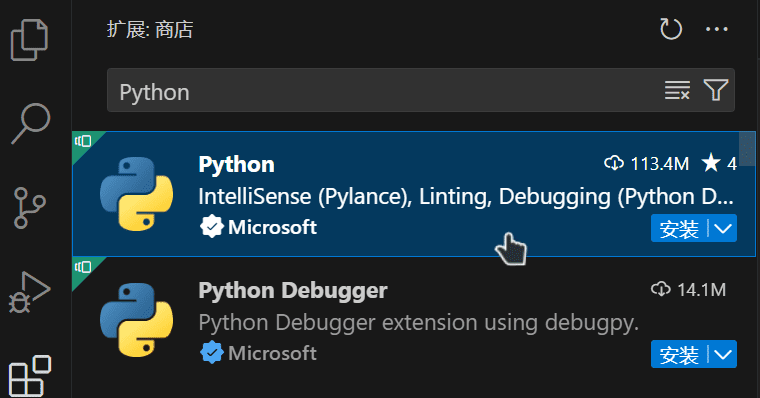 扩展: 商店
Python
Python 113.4M 4
IntelliSense (Pylance), Linting, Debugging (Python D...
Microsoft 安装
Python Debugger 14.1M
Python Debugger extension using debugpy.
Microsoft 安装